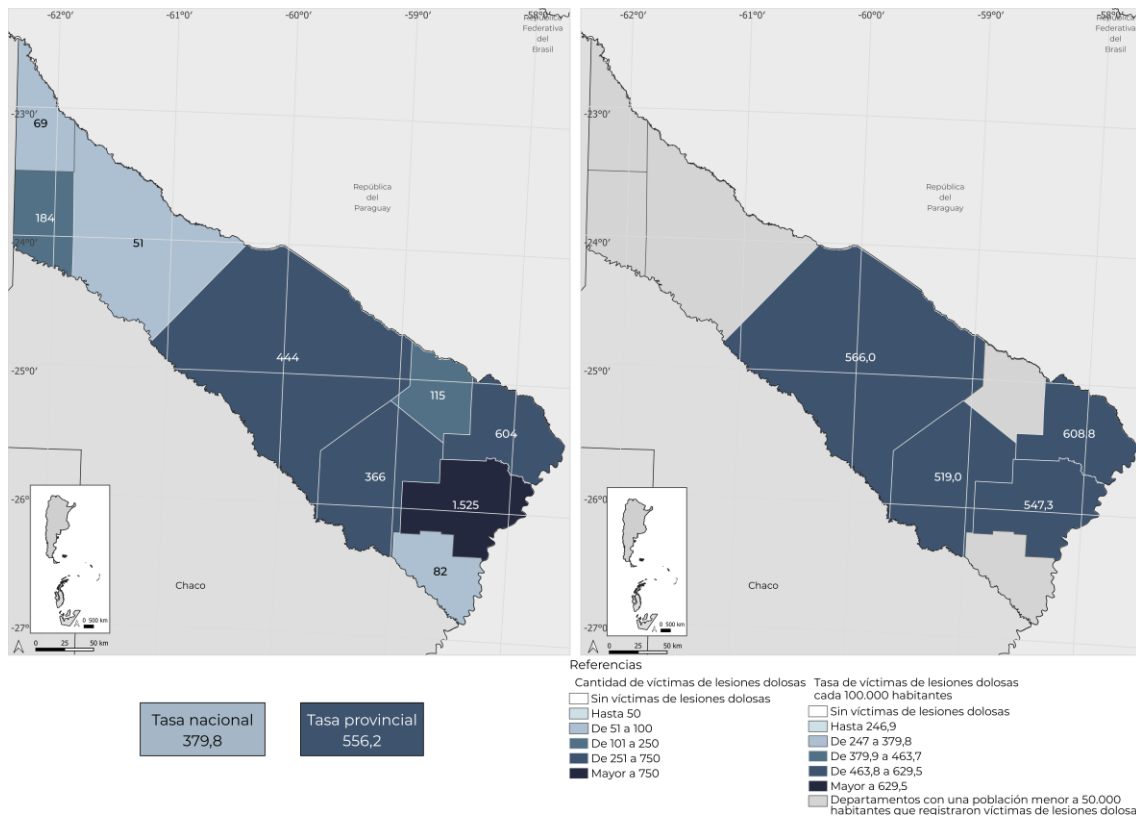 -62°0'
-61°0'
-60°0'
-59°0'
-58°0'
República
Federativa
del
Brasil
-23°0'
69
República
del
Paraguay
184
51
-24°0'
444
-25°0'
115
604
366
1.525
-26°0'
82
Chaco
0 500 km
-27°0'
0 25 50 km
-62°0'
-61°0'
-60°0'
-59°0'
-58°0'
República
Federativa
del
Brasil
-23°0'
República
del
Paraguay
-24°0'
566,0
-25°0'
608,8
519,0
547,3
-26°0'
Chaco
0 500 km
-27°0'
0 25 50 km
Tasa nacional
379,8
Tasa provincial
556,2
Referencias
Cantidad de víctimas de lesiones dolosas
Sin víctimas de lesiones dolosas
Hasta 50
De 51 a 100
De 101 a 250
De 251 a 750
Mayor a 750
Tasa de víctimas de lesiones dolosas
cada 100.000 habitantes
Sin víctimas de lesiones dolosas
Hasta 246,9
De 247 a 379,8
De 379,9 a 463,7
De 463,8 a 629,5
Mayor a 629,5
Departamentos con una población menor a 50.000
habitantes que registraron víctimas de lesiones dolosa